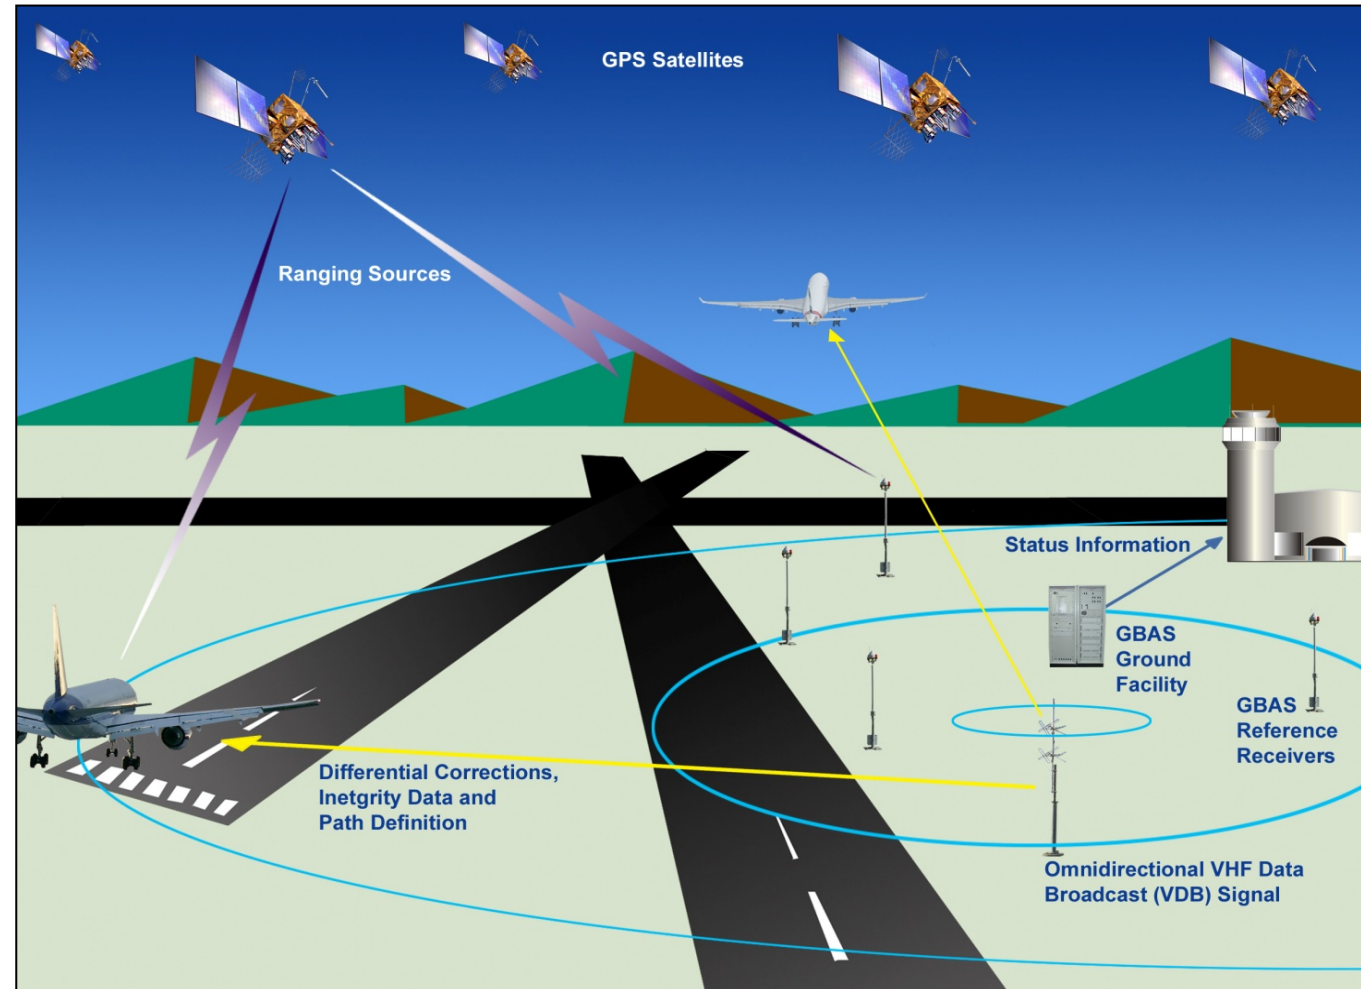 GPS Satellites
Ranging Sources
Status Information
GBAS
Ground
Facility
GBAS
Reference
Receivers
Differential Corrections,
Inetgrity Data and
Path Definition
Omnidirectional VHF Data
Broadcast (VDB) Signal